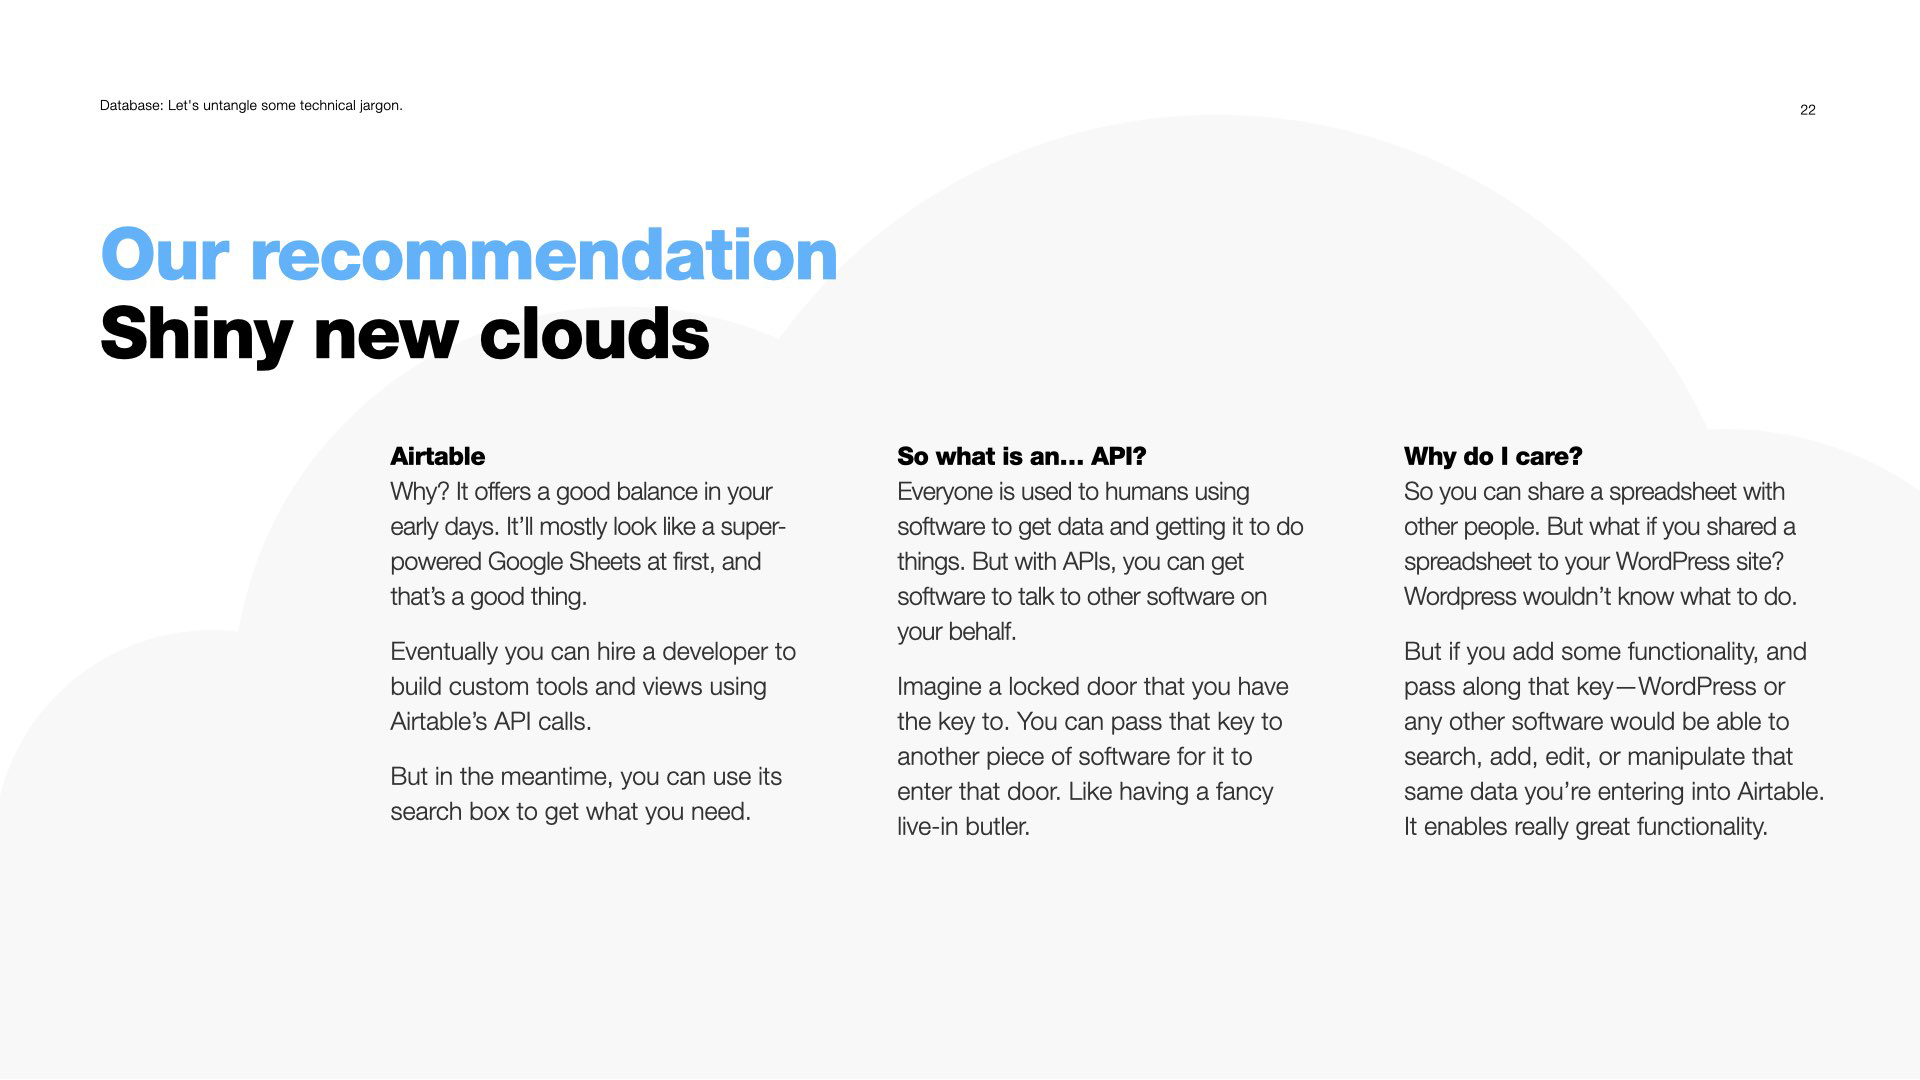 Database: Let's untangle some technical jargon.
22
Our recommendation
Shiny new clouds
Airtable
Why? It offers a good balance in your
early days. It’ll mostly look like a super-
powered Google Sheets at first, and
that’s a good thing.
Eventually you can hire a developer to
build custom tools and views using
Airtable’s API calls.
But in the meantime, you can use its
search box to get what you need.
So what is an… API?
Everyone is used to humans using
software to get data and getting it to do
things. But with APIs, you can get
software to talk to other software on
your behalf.
Imagine a locked door that you have
the key to. You can pass that key to
another piece of software for it to
enter that door. Like having a fancy
live-in butler.
Why do I care?
So you can share a spreadsheet with
other people. But what if you shared a
spreadsheet to your WordPress site?
Wordpress wouldn’t know what to do.
But if you add some functionality, and
pass along that key—WordPress or
any other software would be able to
search, add, edit, or manipulate that
same data you’re entering into Airtable.
It enables really great functionality.